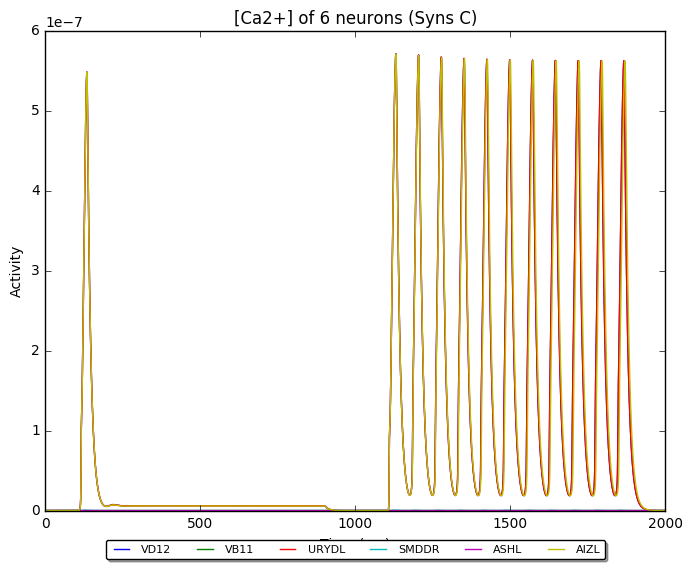 [Ca2+] of 6 neurons (Syns C)
1e−7
6
5
4
3
2
1
0
Activity
0 500 1000 1500 2000
VD12 VB11 URYDL SMDDR ASHL AIZL